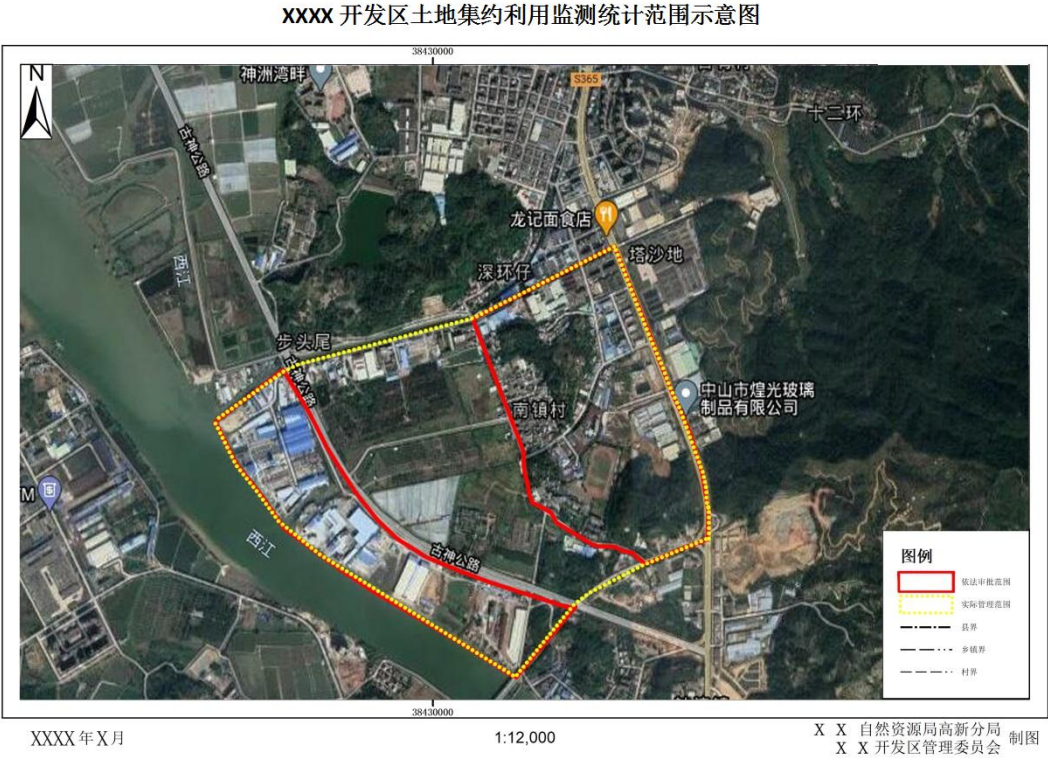 XXXX 开发区土地集约利用监测统计范围示意图
38430000
N
神洲湾畔
S365
十二环
古神公路
龙记面食店
塔沙地
西江
深环仔
步头尾
古神公路
中山市煌光玻璃
制品有限公司
南镇村
M
西江
古神公路
图例
依法审批范围
实际管理范围
县界
乡镇界
村界
38430000
XXXX 年 X 月
1:12,000
X X 自然资源局高新分局
X X 开发区管理委员会
制图